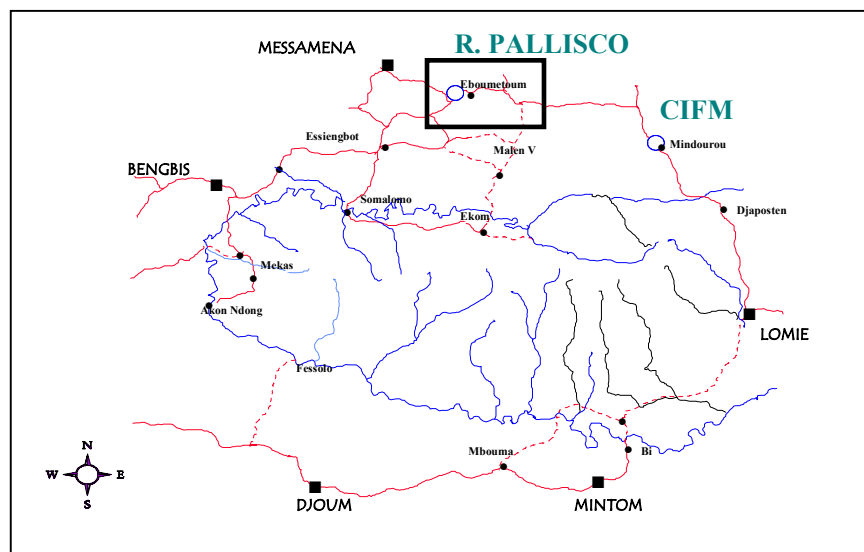 R. PALLISCO
MESSAMENA
Eboumetoum
CIFM
Essiengbot
Malen V
Mindourou
BENGBIS
Somalomo
Ekom
Djaposten
Mekas
Akon Ndong
LOMIE
Fessolo
Mbouma
Bi
N
W E
S
DJOUM
MINTOM